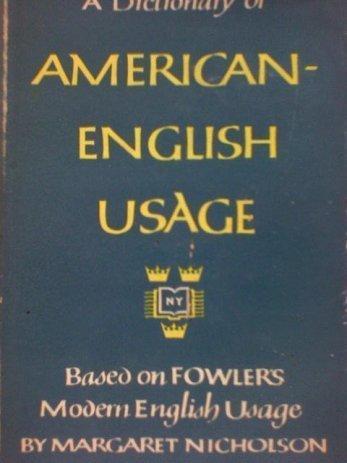 A Dictionary of
AMERICAN-
ENGLISH
USAGE
NY
Based on FOWLER'S
Modern English Usage
BY MARGARET NICHOLSON